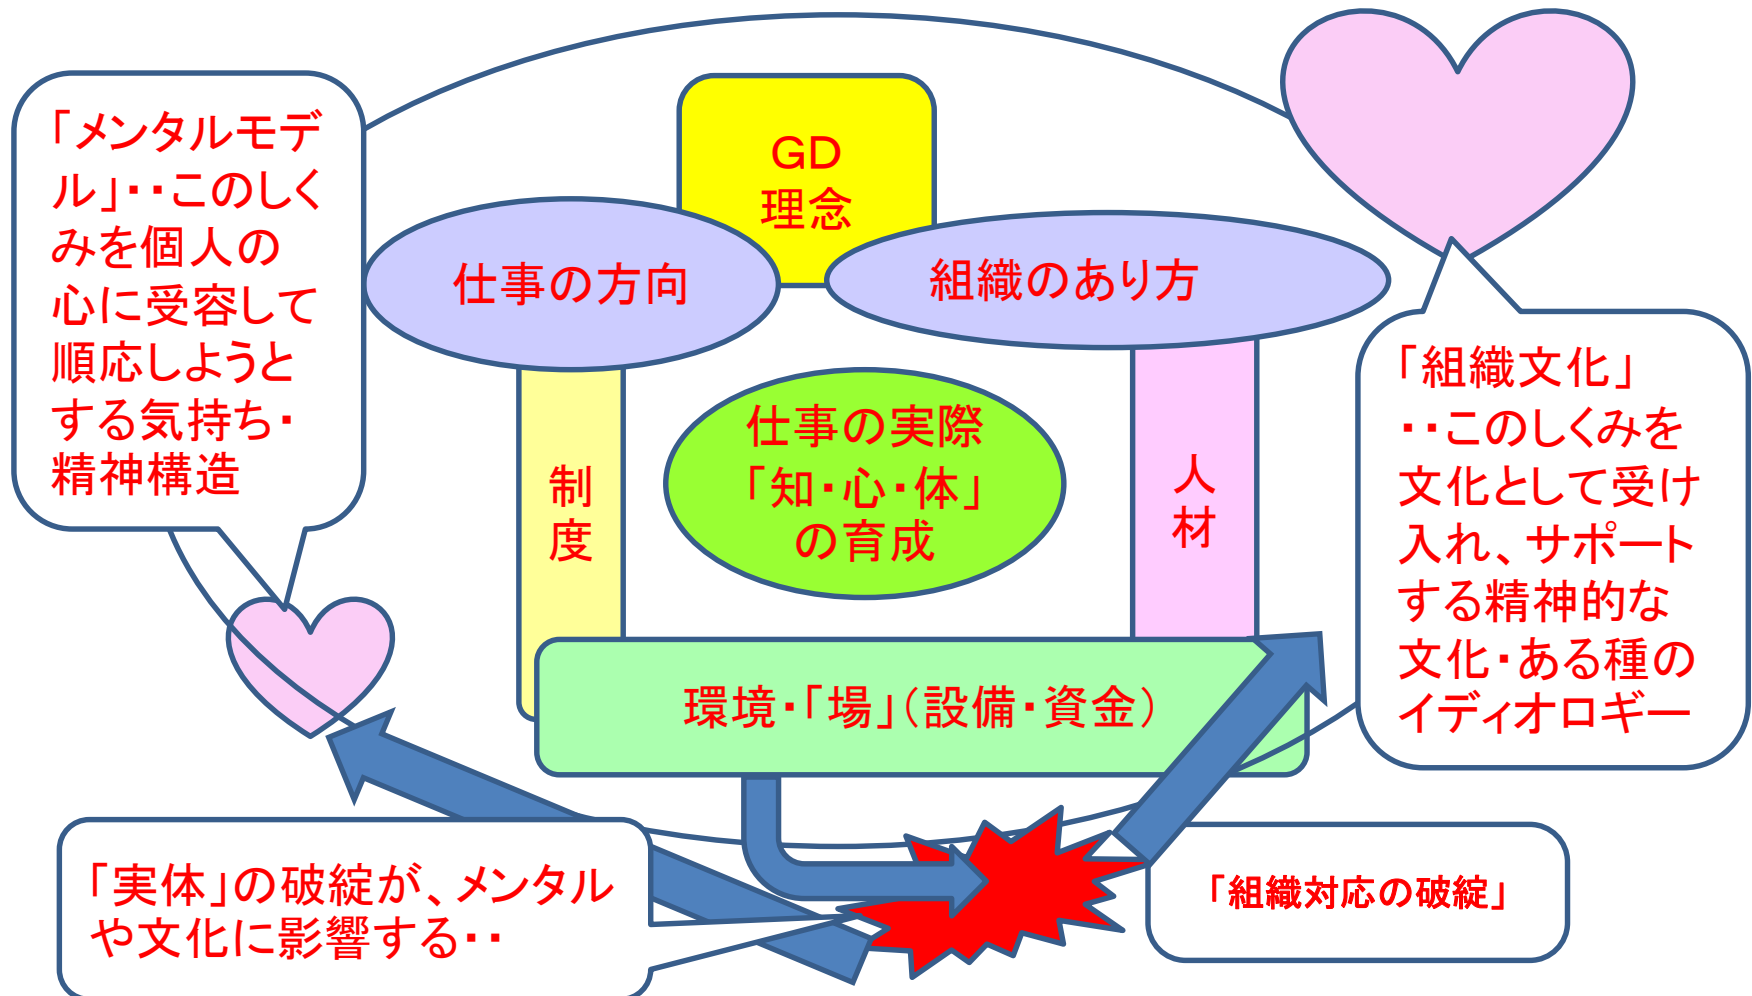 「メンタルモデ
ル」・・このしく
みを個人の
心に受容して
順応しようと
する気持ち・
精神構造
GD
理念
仕事の方向
組織のあり方
制
度
仕事の実際
「知・心・体」
の育成
人
材
「組織文化」
・・このしくみを
文化として受け
入れ、サポート
する精神的な
文化・ある種の
イディオロギー
環境・「場」（設備・資金）
「実体」の破綻が、メンタル
や文化に影響する・・
「組織対応の破綻」